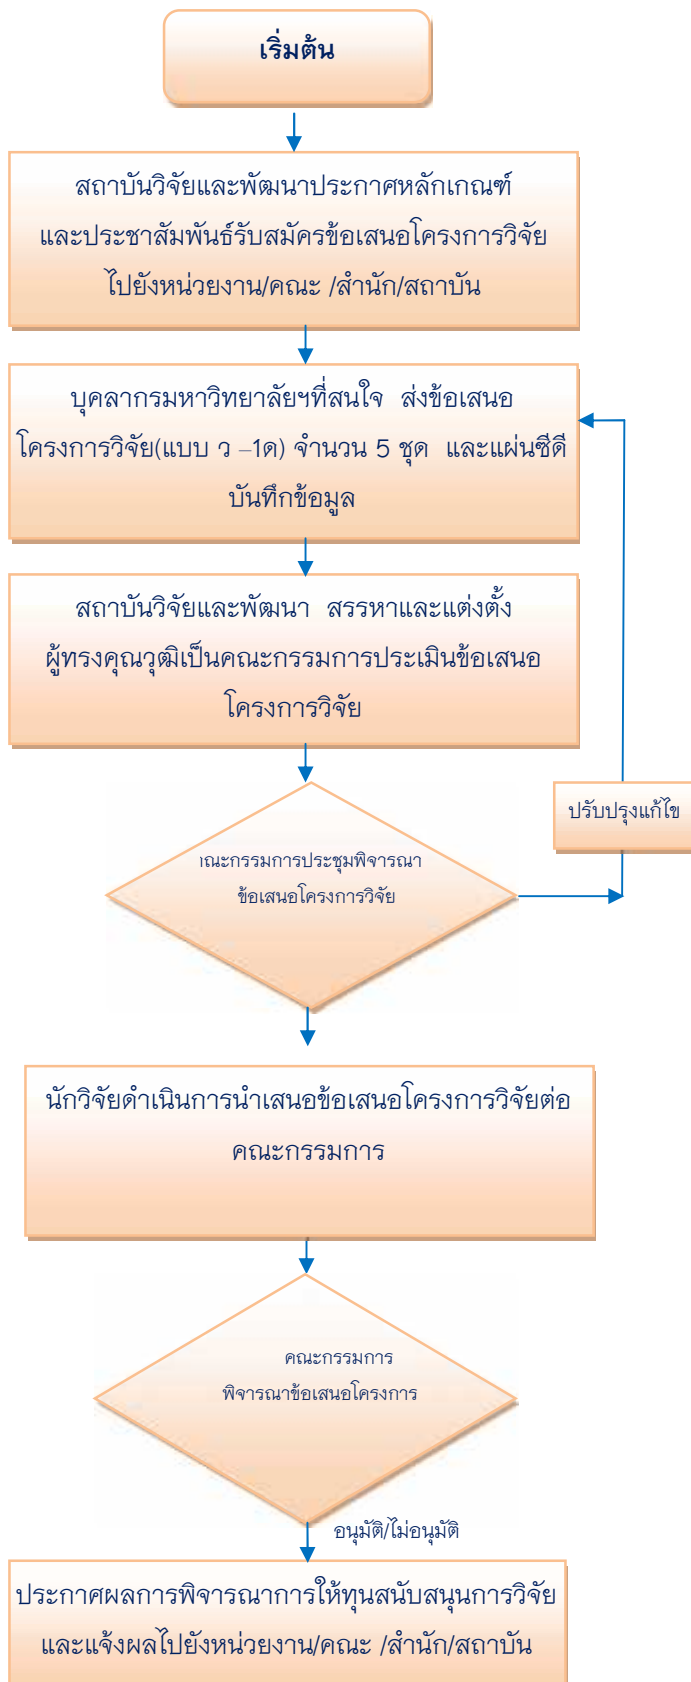 เริ่มต้น
สถาบันวิจัยและพัฒนาประกาศหลักเกณฑ์
และประชาสัมพันธ์รับสมัครข้อเสนอโครงการวิจัย
ไปยังหน่วยงาน/คณะ /สำนัก/สถาบัน
บุคลากรมหาวิทยาลัยฯที่สนใจ ส่งข้อเสนอ
โครงการวิจัย(แบบ ว –1ด) จำนวน 5 ชุด และแผ่นซีดี
บันทึกข้อมูล
สถาบันวิจัยและพัฒนา สรรหาและแต่งตั้ง
ผู้ทรงคุณวุฒิเป็นคณะกรรมการประเมินข้อเสนอ
โครงการวิจัย
ปรับปรุงแก้ไข
ณะกรรมการประชุมพิจารณา
ข้อเสนอโครงการวิจัย
นักวิจัยดำเนินการนำเสนอข้อเสนอโครงการวิจัยต่อ
คณะกรรมการ
คณะกรรมการ
พิจารณาข้อเสนอโครงการ
อนุมัติ/ไม่อนุมัติ
ประกาศผลการพิจารณาการให้ทุนสนับสนุนการวิจัย
และแจ้งผลไปยังหน่วยงาน/คณะ /สำนัก/สถาบัน